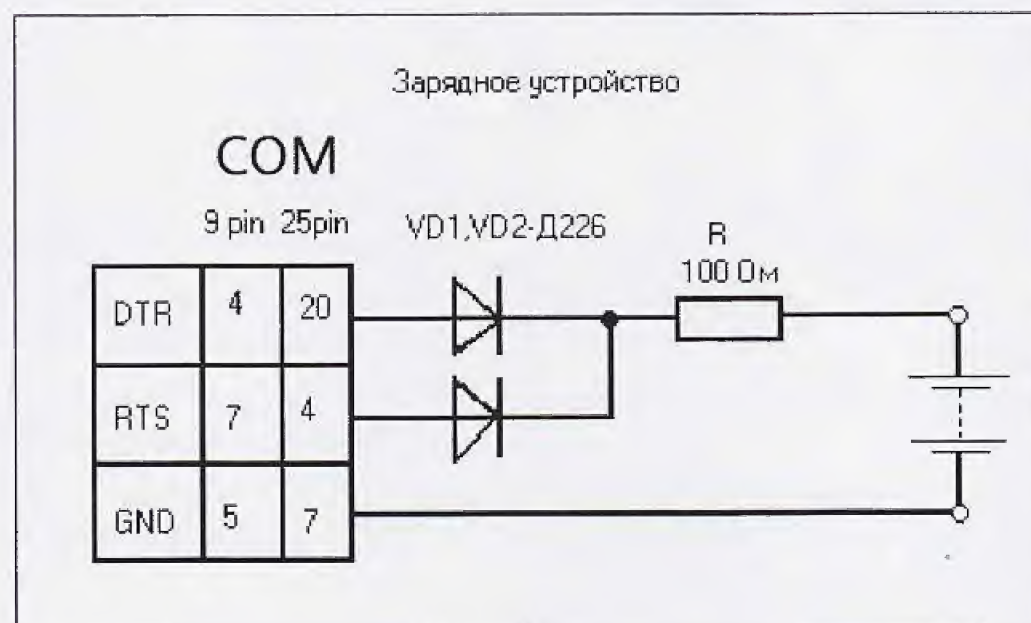 Зарядное устройство
COM
9 pin 25pin
VD1,VD2-Д226
R
100 Ом
DTR 4 20
RTS 7 4
GND 5 7